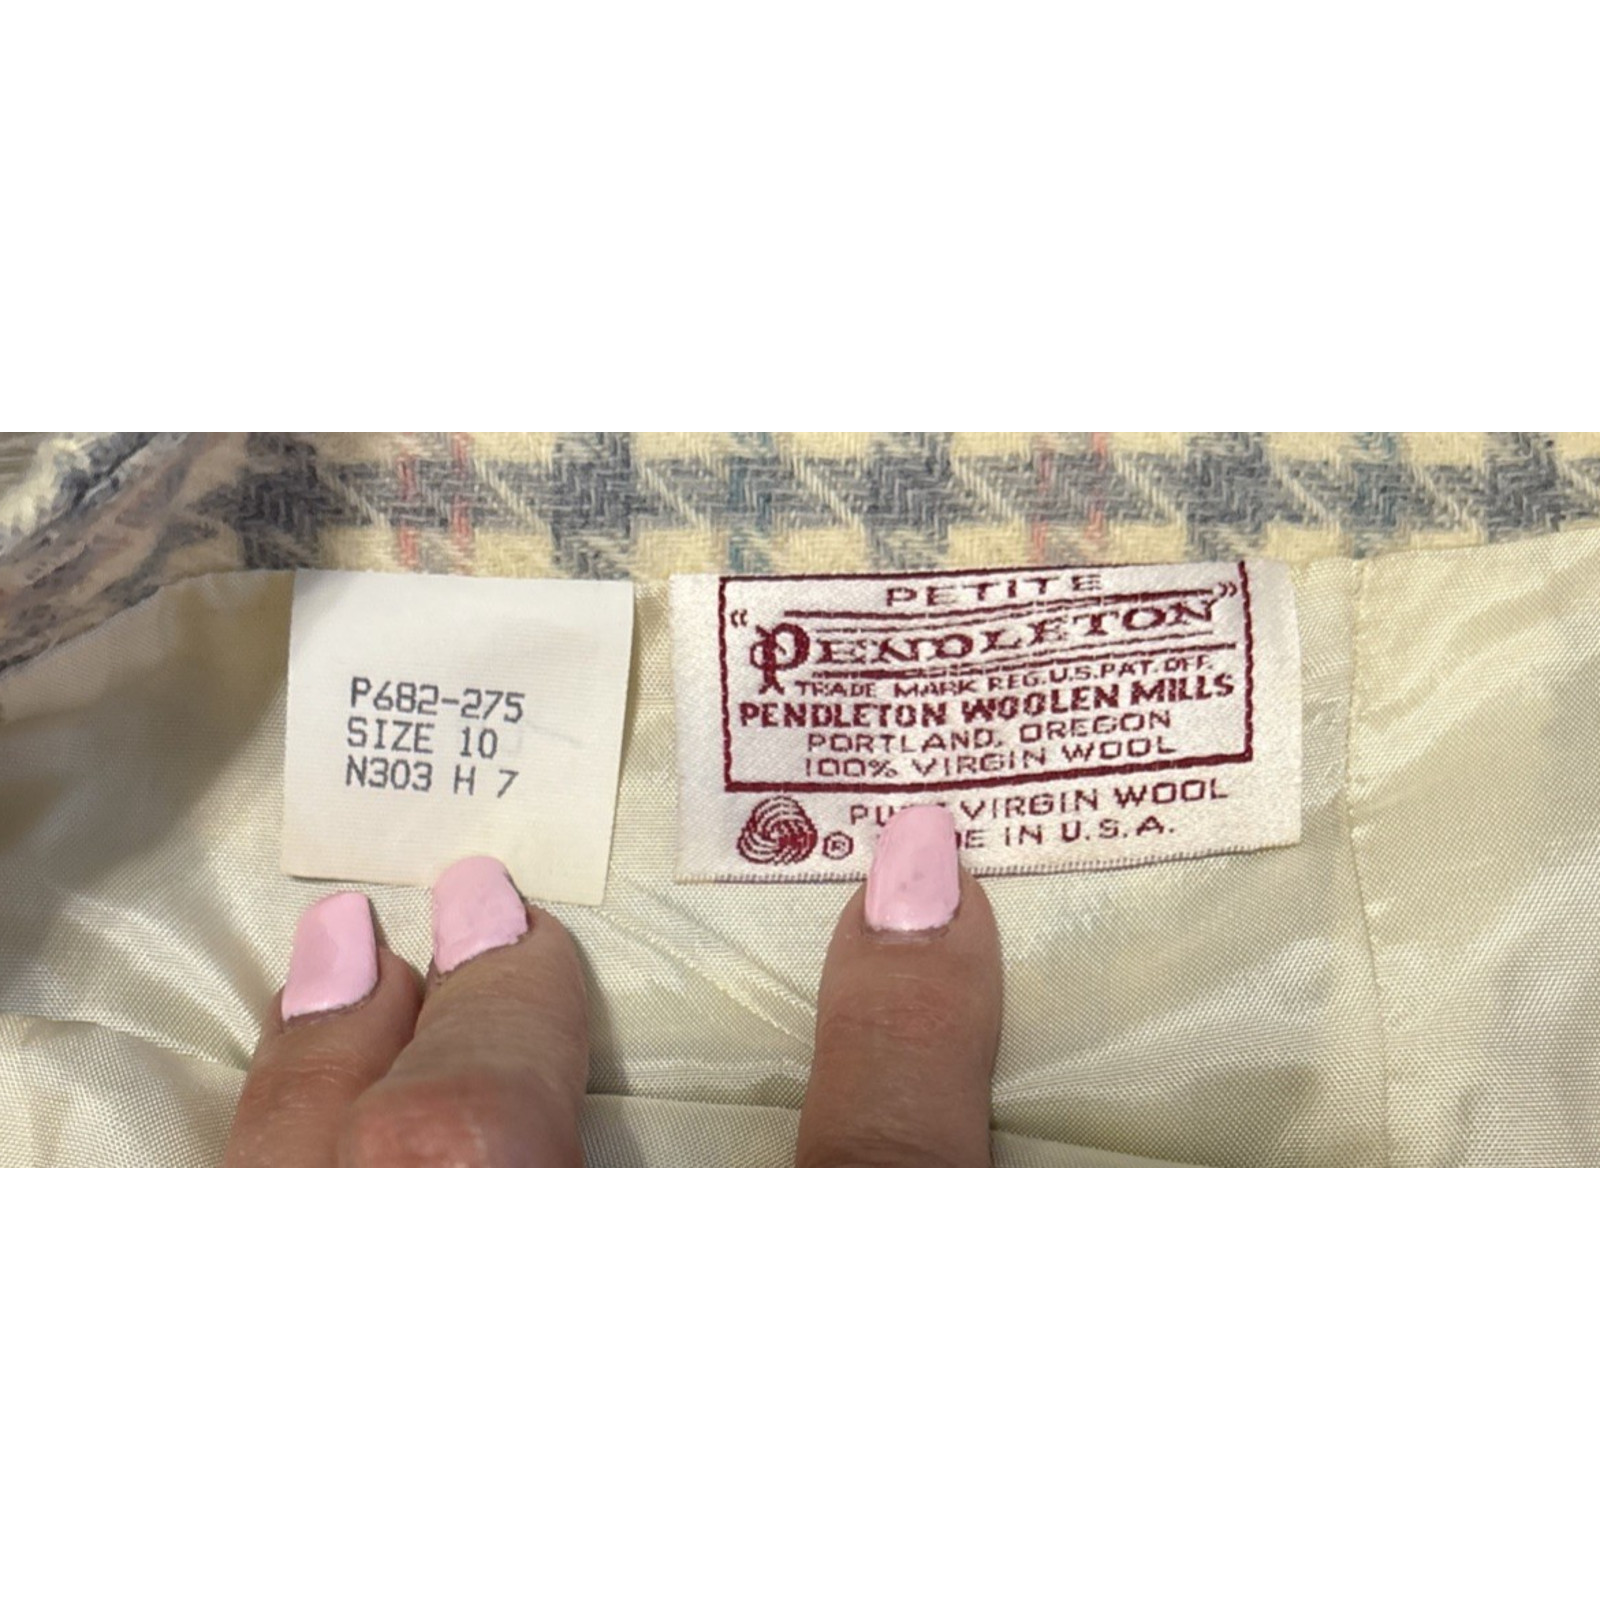 P682-275
SIZE 10
N303 H 7
PETITE
"PENDLETON"
TRADE MARK REG.U.S.PAT.OFF.
PENDLETON WOOLEN MILLS
PORTLAND, OREGON
100% VIRGIN WOOL
VIRGIN WOOL
® IN U.S.A.